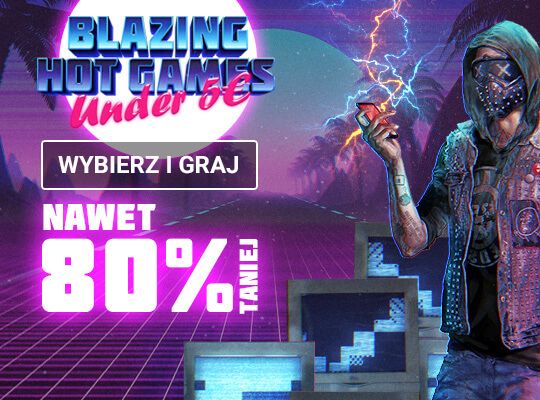 BLAZING
HOT GAMES
Under 5€
WYBIERZ I GRAJ
NAWET
80%
TANIEJ